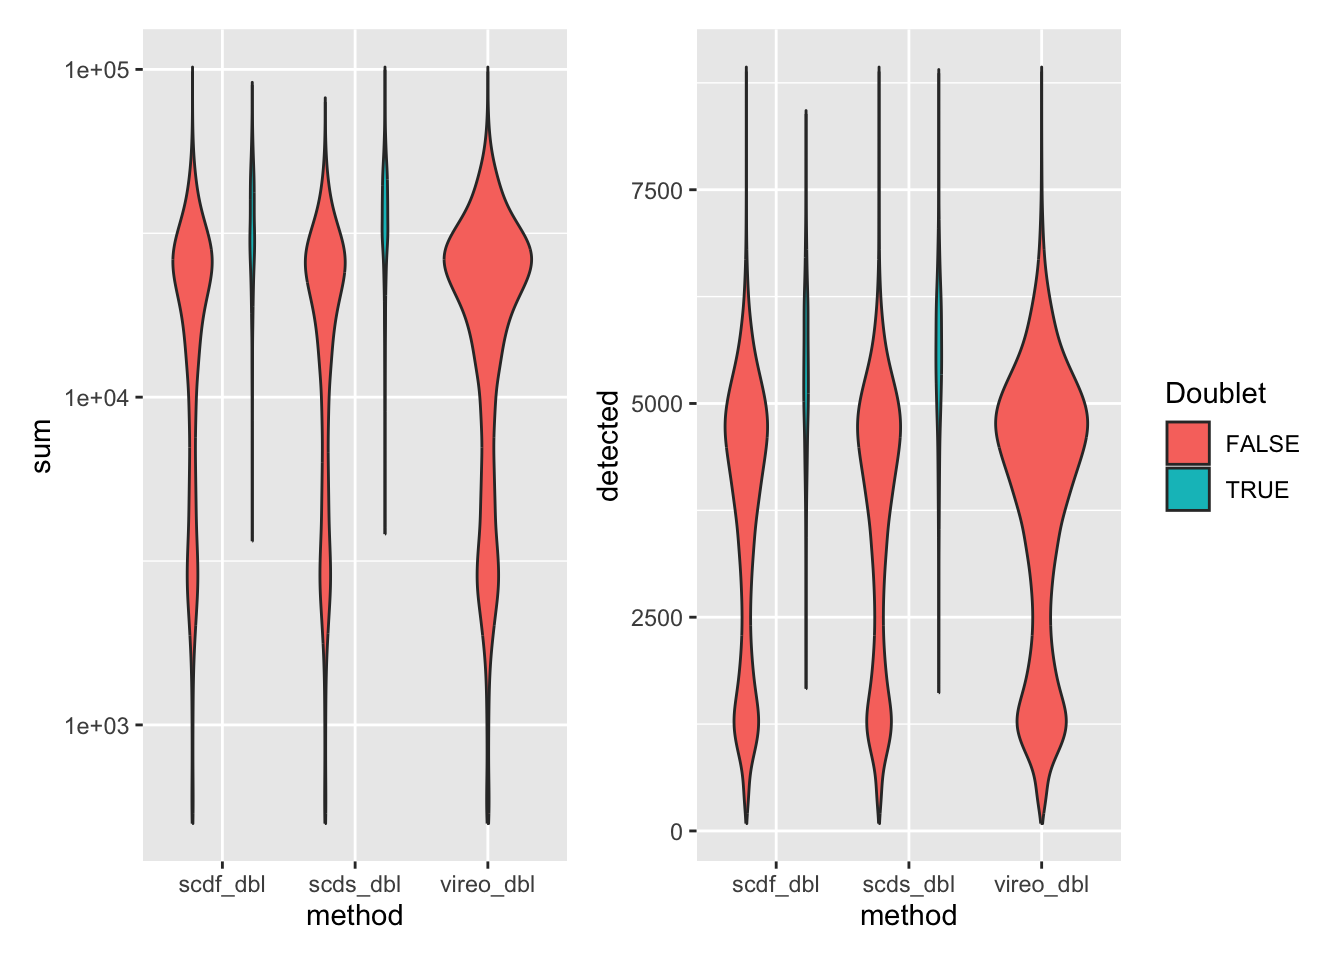 1e+05
1e+04
1e+03
sum
scdf_dbl scds_dbl vireo_dbl
method
7500
5000
2500
0
detected
scdf_dbl scds_dbl vireo_dbl
method
Doublet
FALSE
TRUE